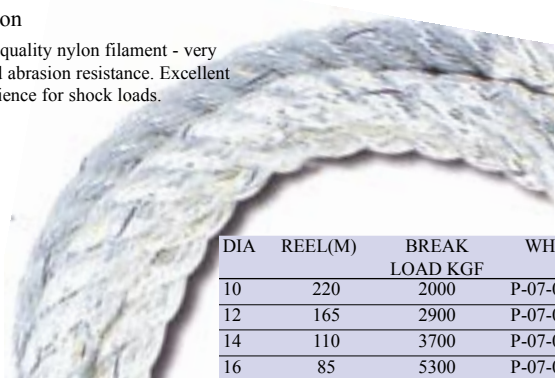 on
quality nylon filament - very
l abrasion resistance. Excellent
ience for shock loads.
DIA REEL(M) BREAK WH
LOAD KGF
10 220 2000 P-07-0
12 165 2900 P-07-0
14 110 3700 P-07-0
16 85 5300 P-07-0